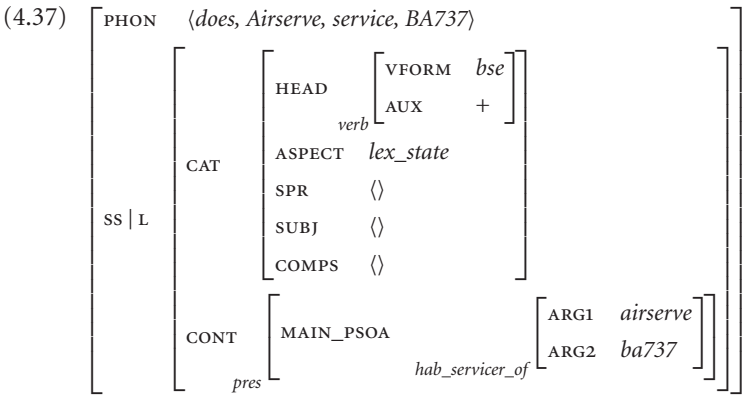 (4.37)
PHON ⟨does, Airserve, service, BA737⟩
VFORM bse
HEAD
AUX +
verb
ASPECT lex_state
CAT
SPR ⟨⟩
SS | L
SUBJ ⟨⟩
COMPS ⟨⟩
ARG1 airserve
MAIN_PSOA
CONT
ARG2 ba737
hab_servicer_of
pres